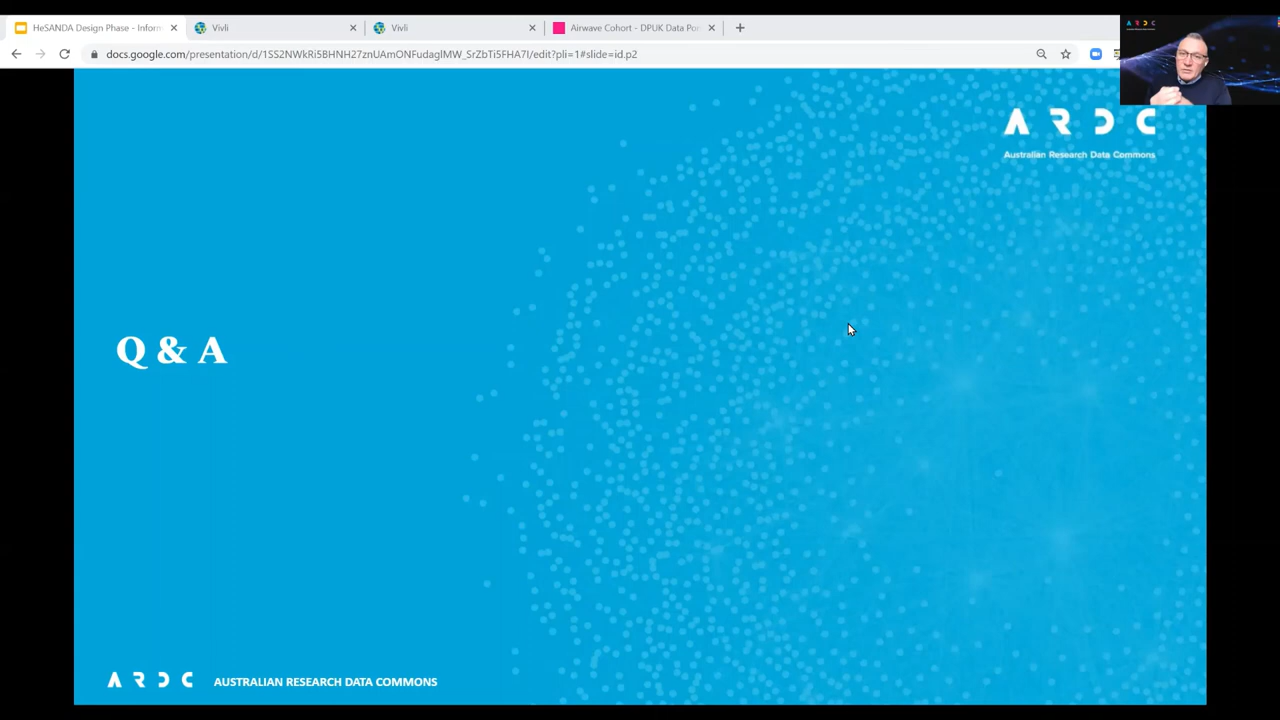 HeSANDA Design Phase - Inform
Vivli
Vivli
Airwave Cohort - DPUK Data Por
docs.google.com/presentation/d/1SS2NWkRi5BHNH27znUAmONFudaglMW_SrZbTi5FHA7I/edit?pli=1#slide=id.p2
ARDC
ARDC
Australian Research Data Commons
Q & A
ARDC AUSTRALIAN RESEARCH DATA COMMONS